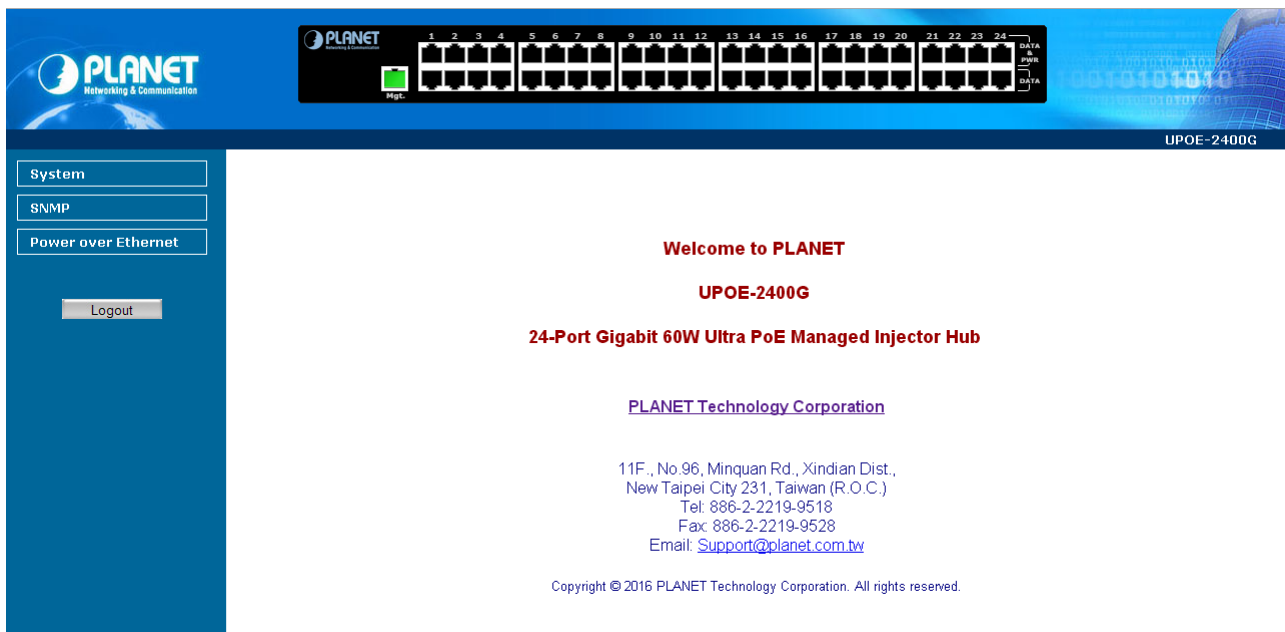 PLANET
Networking & Communication
PLANET
Networking & Communication
1 2 3 4 5 6 7 8 9 10 11 12 13 14 15 16 17 18 19 20 21 22 23 24
DATA
&
PWR
DATA
Mgt.
UPOE-2400G
System
SNMP
Power over Ethernet
Logout
Welcome to PLANET
UPOE-2400G
24-Port Gigabit 60W Ultra PoE Managed Injector Hub
PLANET Technology Corporation
11F., No.96, Minquan Rd., Xindian Dist.,
New Taipei City 231, Taiwan (R.O.C.)
Tel: 886-2-2219-9518
Fax: 886-2-2219-9528
Email: Support@planet.com.tw
Copyright © 2016 PLANET Technology Corporation. All rights reserved.